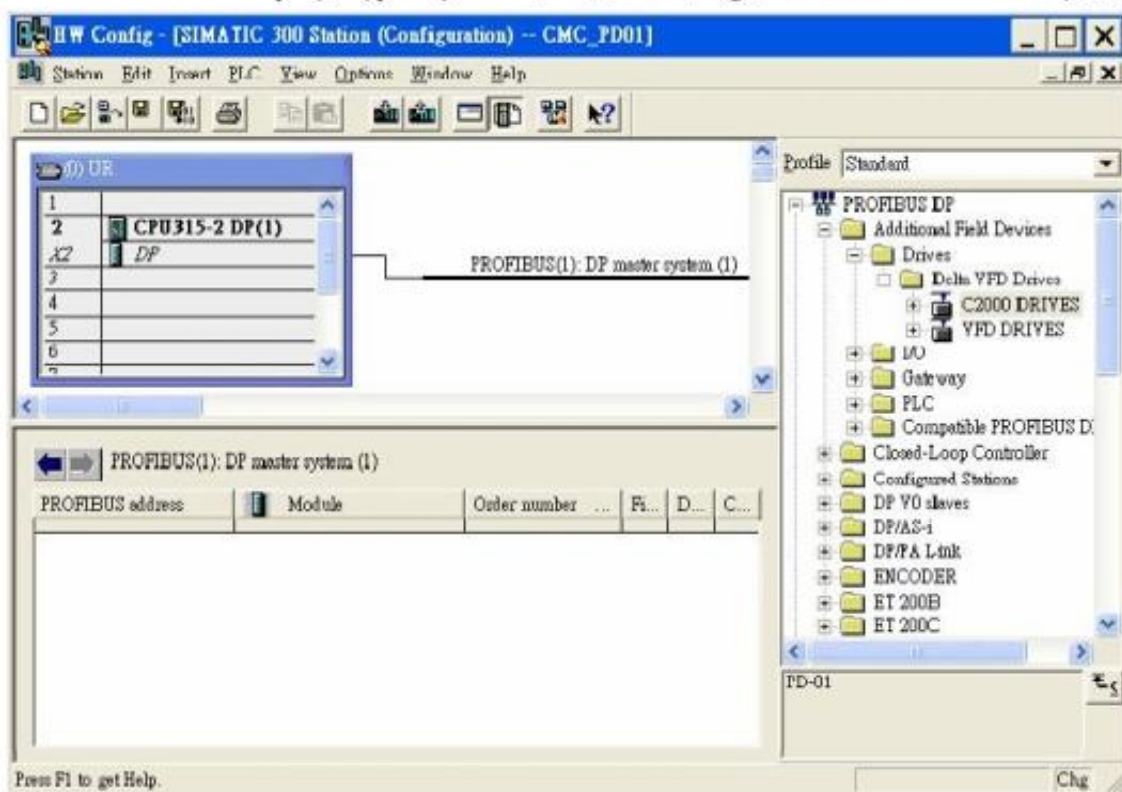 HW Config - [SIMATIC 300 Station (Configuration) -- CMC_PD01]
Station Edit Insert PLC View Options Window Help
(0) UR
1
2 CPU315-2 DP(1)
X2 DP
3
4
5
6
PROFIBUS(1): DP master system (1)
Profile Standard
PROFIBUS DP
Additional Field Devices
Drives
Delta VFD Drives
C2000 DRIVES
VFD DRIVES
I/O
Gateway
PLC
Compatible PROFIBUS D
Closed-Loop Controller
Configured Stations
DP V0 slaves
DP/AS-i
DP/PA Link
ENCODER
ET 200B
ET 200C
PROFIBUS(1): DP master system (1)
PROFIBUS address Module Order number ... Fi... D... C...
PD-01
Press F1 to get Help.
Chg